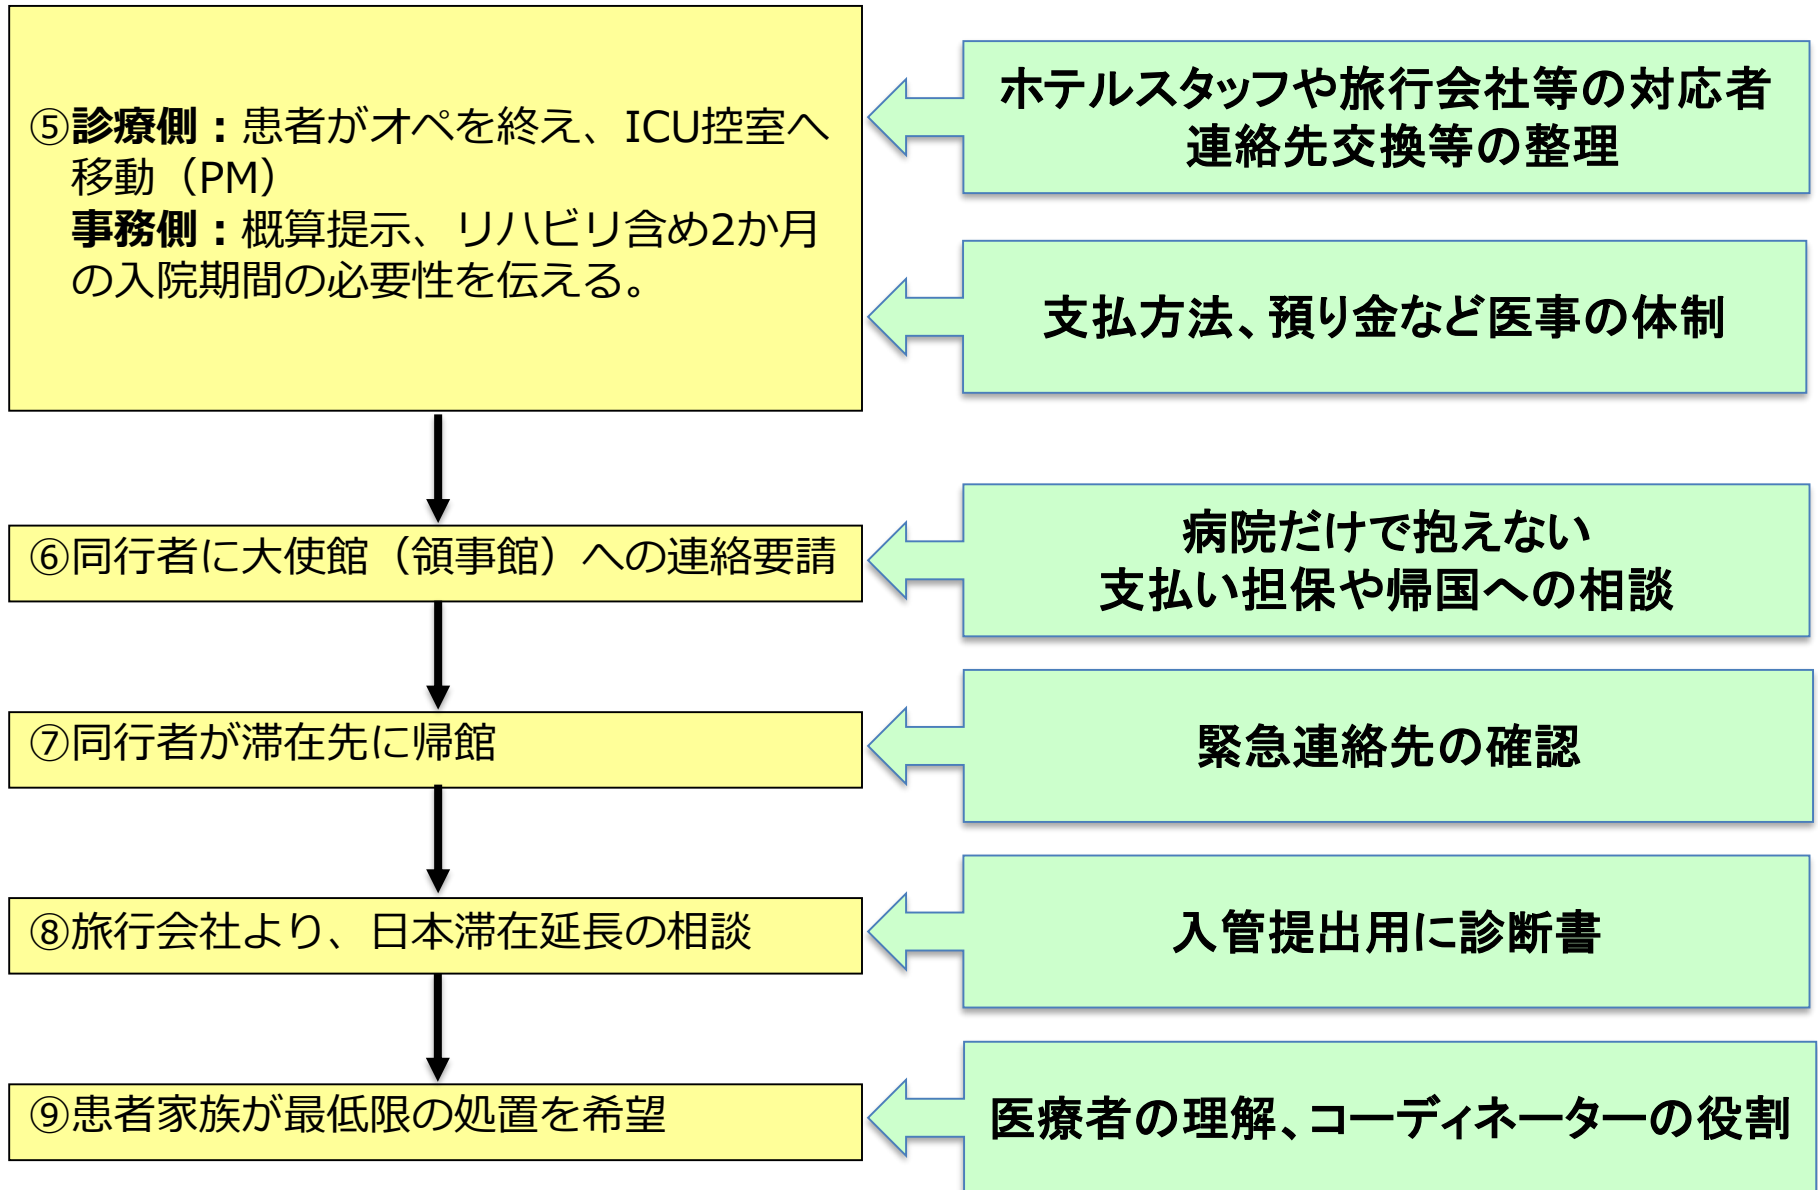 ⑤診療側：患者がオペを終え、ICU控室へ
移動（PM）
事務側：概算提示、リハビリ含め2か月
の入院期間の必要性を伝える。
ホテルスタッフや旅行会社等の対応者
連絡先交換等の整理
支払方法、預り金など医事の体制
⑥同行者に大使館（領事館）への連絡要請
病院だけで抱えない
支払い担保や帰国への相談
⑦同行者が滞在先に帰館
緊急連絡先の確認
⑧旅行会社より、日本滞在延長の相談
入管提出用に診断書
⑨患者家族が最低限の処置を希望
医療者の理解、コーディネーターの役割